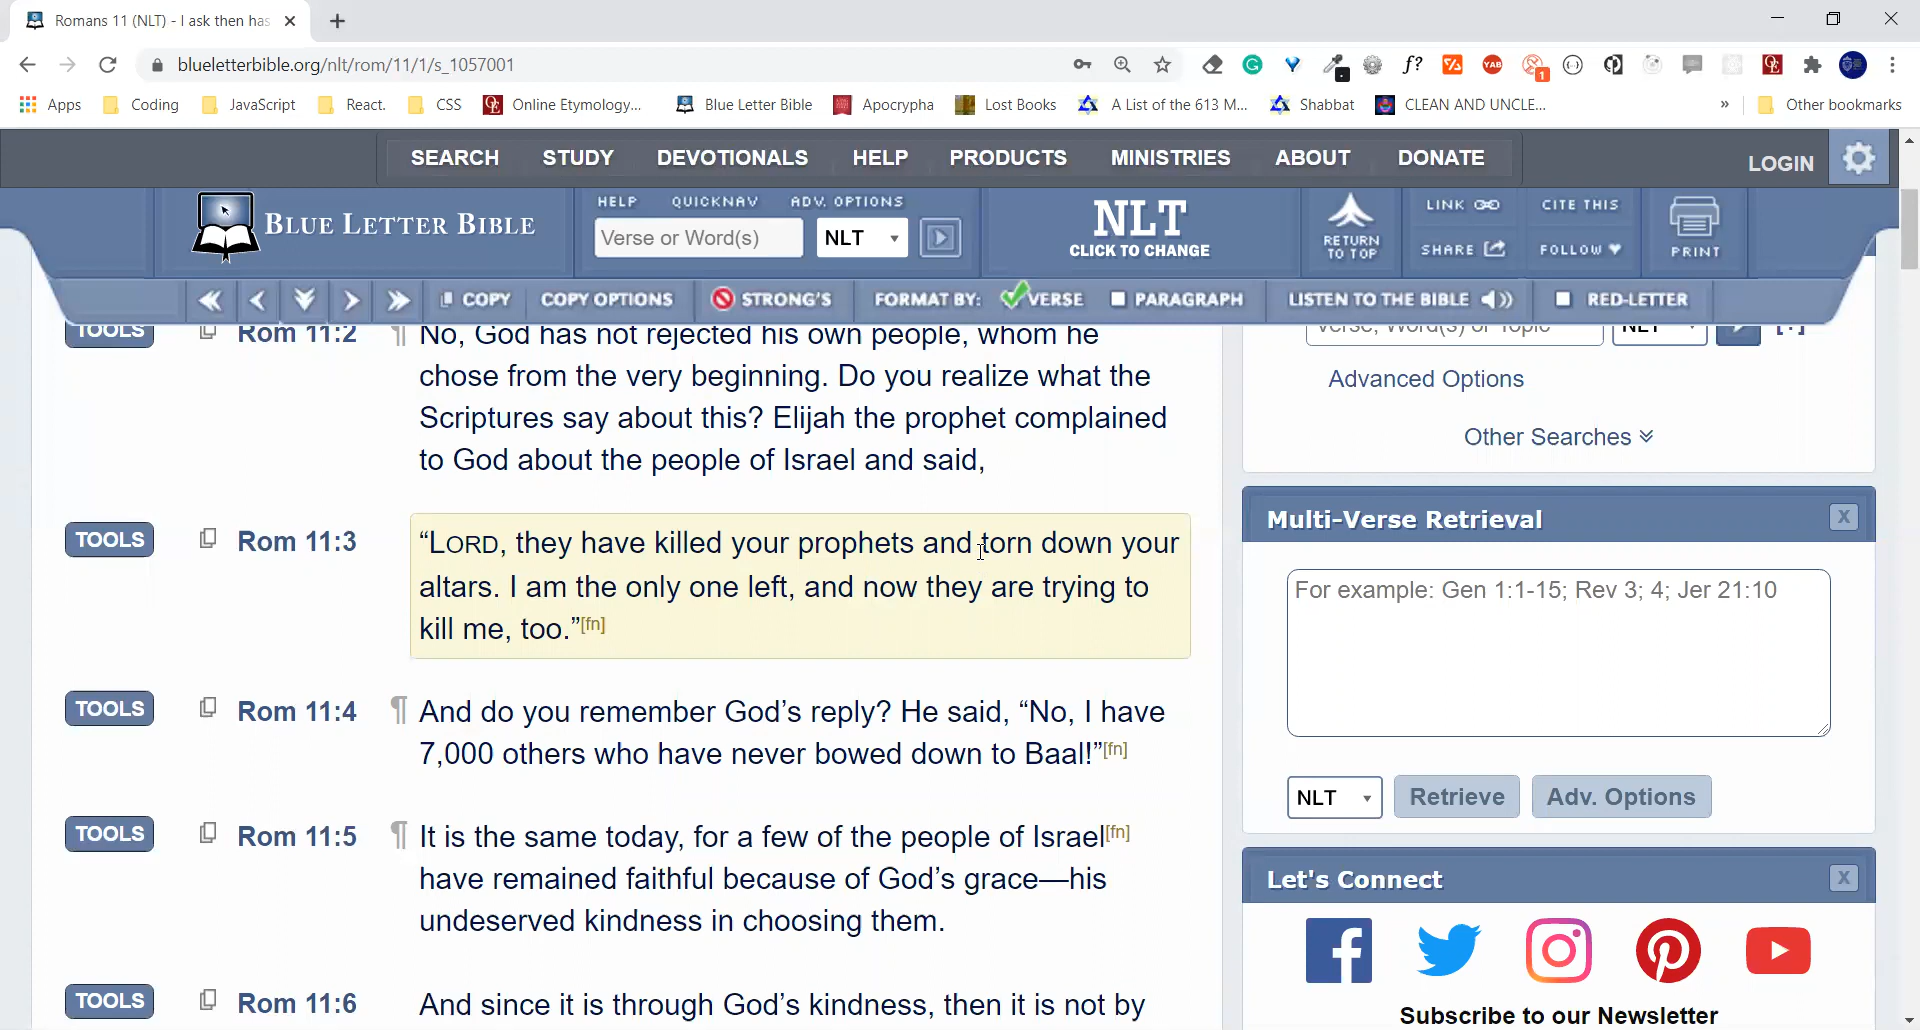 Romans 11 (NLT) - I ask then has
blueletterbible.org/nlt/rom/11/1/s_1057001
f?
YAB
1
OE
Apps
Coding
JavaScript
React.
CSS
OE
Online Etymology...
Blue Letter Bible
Apocrypha
Lost Books
A List of the 613 M...
Shabbat
CLEAN AND UNCLE...
»
Other bookmarks
SEARCH
STUDY
DEVOTIONALS
HELP
PRODUCTS
MINISTRIES
ABOUT
DONATE
LOGIN
BLUE LETTER BIBLE
HELP
QUICKNAV
ADV. OPTIONS
Verse or Word(s)
NLT
NLT
CLICK TO CHANGE
RETURN
TO TOP
LINK
CITE THIS
SHARE
FOLLOW
PRINT
COPY
COPY OPTIONS
STRONG'S
FORMAT BY:
VERSE
PARAGRAPH
LISTEN TO THE BIBLE
RED-LETTER
TOOLS
Rom 11:2
¶ No, God has not rejected his own people, whom he
chose from the very beginning. Do you realize what the
Scriptures say about this? Elijah the prophet complained
to God about the people of Israel and said,
TOOLS
Rom 11:3
“LORD, they have killed your prophets and torn down your
altars. I am the only one left, and now they are trying to
kill me, too.”[fn]
TOOLS
Rom 11:4
¶ And do you remember God’s reply? He said, “No, I have
7,000 others who have never bowed down to Baal!”[fn]
TOOLS
Rom 11:5
¶ It is the same today, for a few of the people of Israel[fn]
have remained faithful because of God’s grace—his
undeserved kindness in choosing them.
TOOLS
Rom 11:6
And since it is through God’s kindness, then it is not by
Verse, Word(s) or Topic
NLT
[+]
Advanced Options
Other Searches
Multi-Verse Retrieval
X
For example: Gen 1:1-15; Rev 3; 4; Jer 21:10
NLT
Retrieve
Adv. Options
Let's Connect
X
Subscribe to our Newsletter